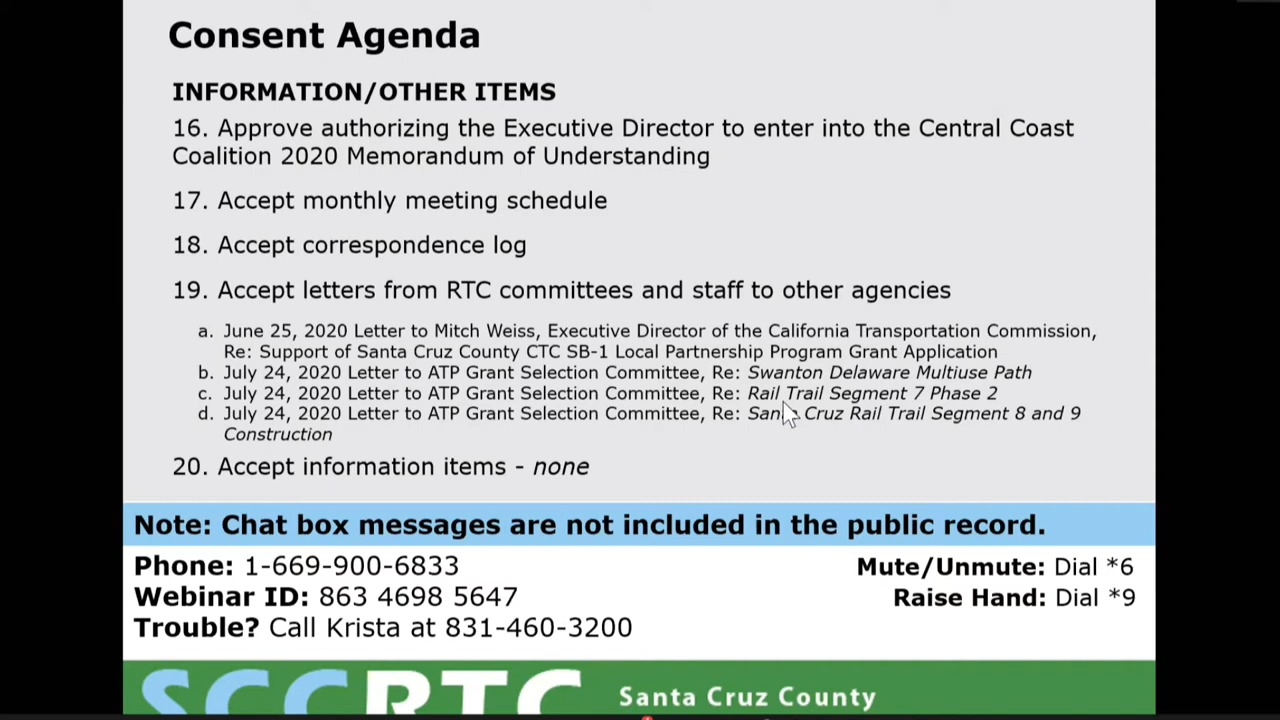 Consent Agenda
INFORMATION/OTHER ITEMS
16. Approve authorizing the Executive Director to enter into the Central Coast
Coalition 2020 Memorandum of Understanding
17. Accept monthly meeting schedule
18. Accept correspondence log
19. Accept letters from RTC committees and staff to other agencies
a. June 25, 2020 Letter to Mitch Weiss, Executive Director of the California Transportation Commission,
Re: Support of Santa Cruz County CTC SB-1 Local Partnership Program Grant Application
b. July 24, 2020 Letter to ATP Grant Selection Committee, Re: Swanton Delaware Multiuse Path
c. July 24, 2020 Letter to ATP Grant Selection Committee, Re: Rail Trail Segment 7 Phase 2
d. July 24, 2020 Letter to ATP Grant Selection Committee, Re: Santa Cruz Rail Trail Segment 8 and 9
Construction
20. Accept information items - none
Note: Chat box messages are not included in the public record.
Phone: 1-669-900-6833
Mute/Unmute: Dial *6
Webinar ID: 863 4698 5647
Raise Hand: Dial *9
Trouble? Call Krista at 831-460-3200
SCCRTC
Santa Cruz County